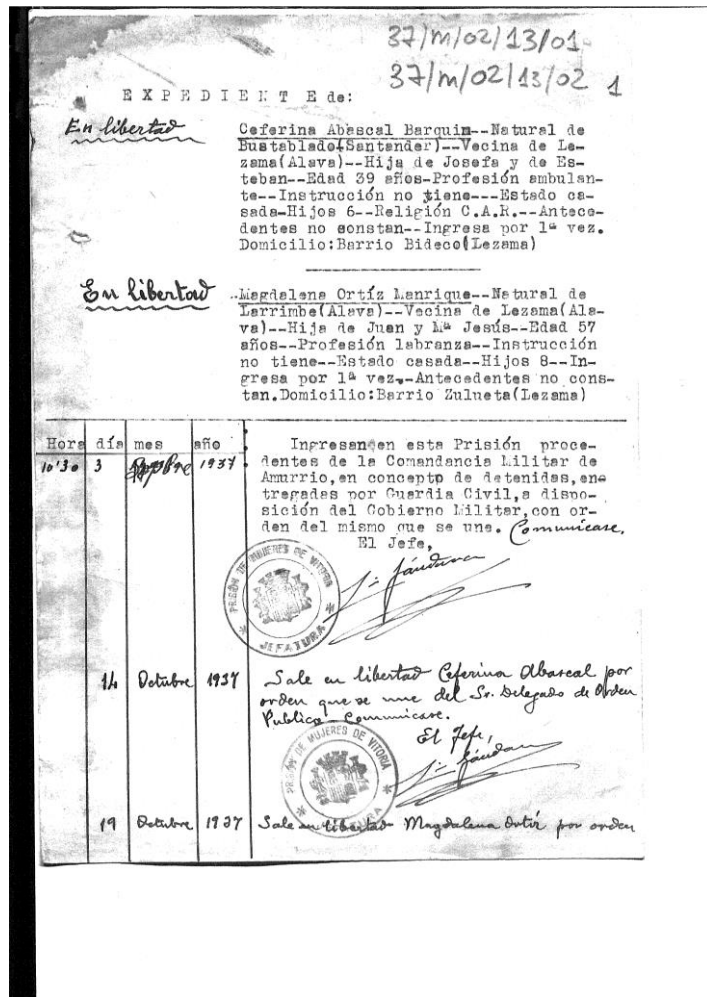 37/m/02/13/01
37/m/02/13/02 1
E X P E D I E N T E de:
En libertad
Ceferina Abascal Barquin--Natural de
Bustablado(Santander)--Vecina de Le-
zama(Alava)--Hija de Josefa y de Es-
teban--Edad 39 años-Profesión ambulan-
te--Instrucción no tiene---Estado ca-
sada-Hijos 6--Religión C.A.R.--Antece-
dentes no constan--Ingresa por 1ª vez.
Domicilio:Barrio Bideco(Lezama)
En libertad
Magdalena Ortíz Manrique--Natural de
Larrimbe(Alava)--Vecina de Lezama(Ala-
va)--Hija de Juan y Mª Jesús--Edad 57
años--Profesión labranza--Instrucción
no tiene--Estado casada--Hijos 8--In-
gresa por 1ª vez.-Antecedentes no cons-
tan.Domicilio:Barrio Zulueta(Lezama)
Hora día mes año
10'30 3 1937
Ingresan en esta Prisión proce-
dentes de la Comandancia Militar de
Amurrio,en concepto de detenidas,en-
tregadas por Guardia Civil,a dispo-
sición del Gobierno Militar,con or-
den del mismo que se une. Comunícase.
El Jefe,
PRISIÓN DE MUJERES DE VITORIA
JEFATURA
14 Octubre 1937
Sale en libertad Ceferina Abascal por
orden que se une del Sr. Delegado de Orden
Publico Comunícase.
El Jefe,
PRISIÓN DE MUJERES DE VITORIA
JEFATURA
19 Octubre 1937 Sale en libertad Magdalena Ortíz por orden